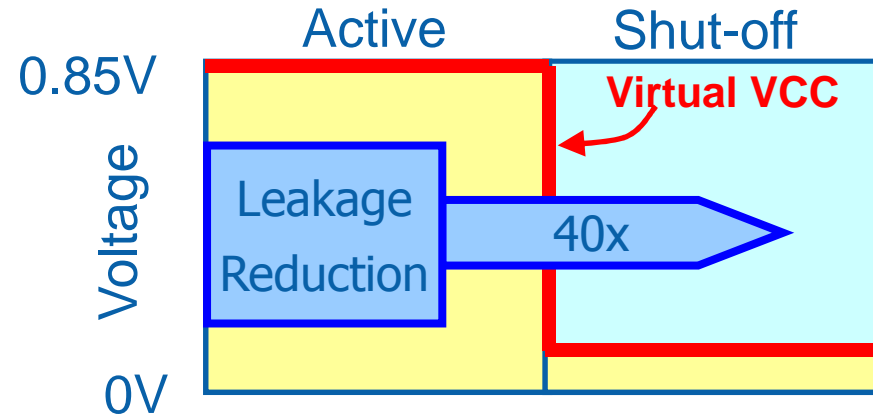 Active
Shut-off
0.85V
Virtual VCC
Voltage
Leakage
Reduction
40x
0V